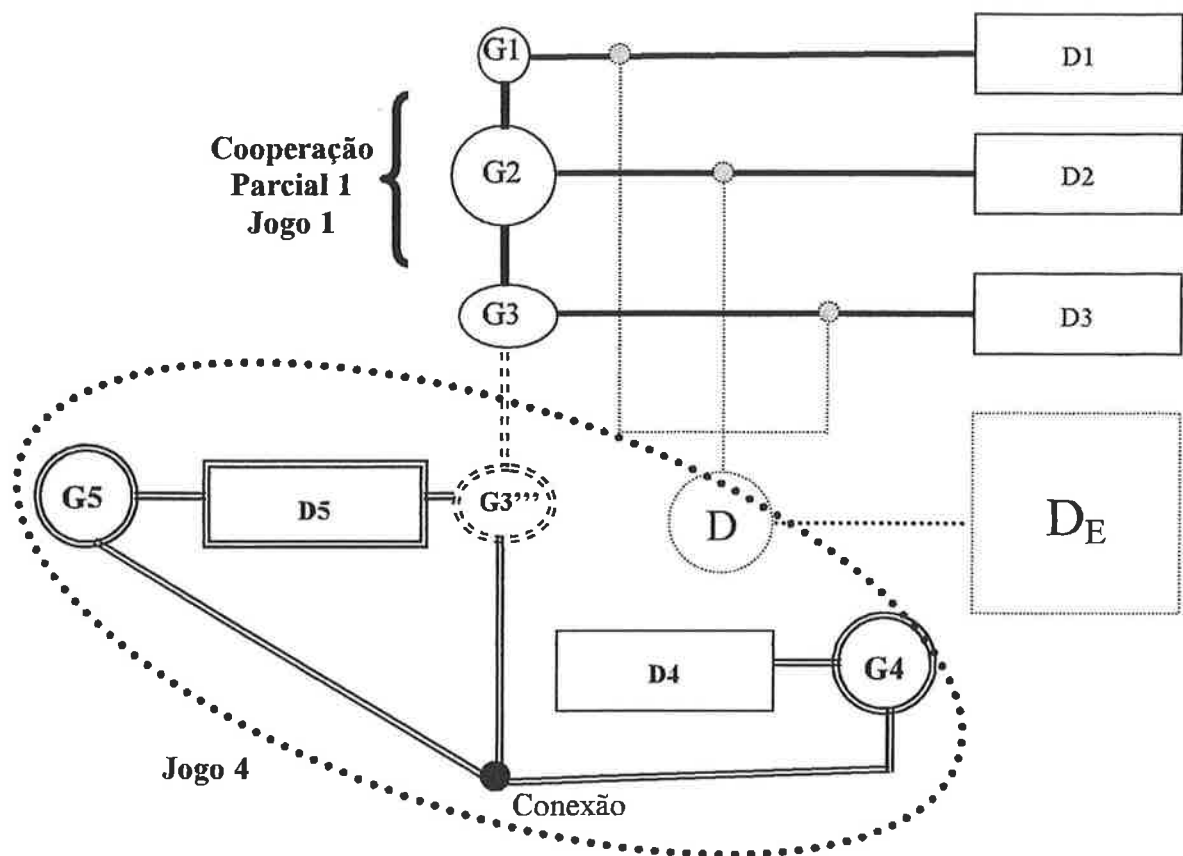 G1
D1
Cooperação
Parcial 1
Jogo 1
G2
D2
G3
D3
G5
D5
G3’’’
D
D_E
D4
G4
Jogo 4
Conexão